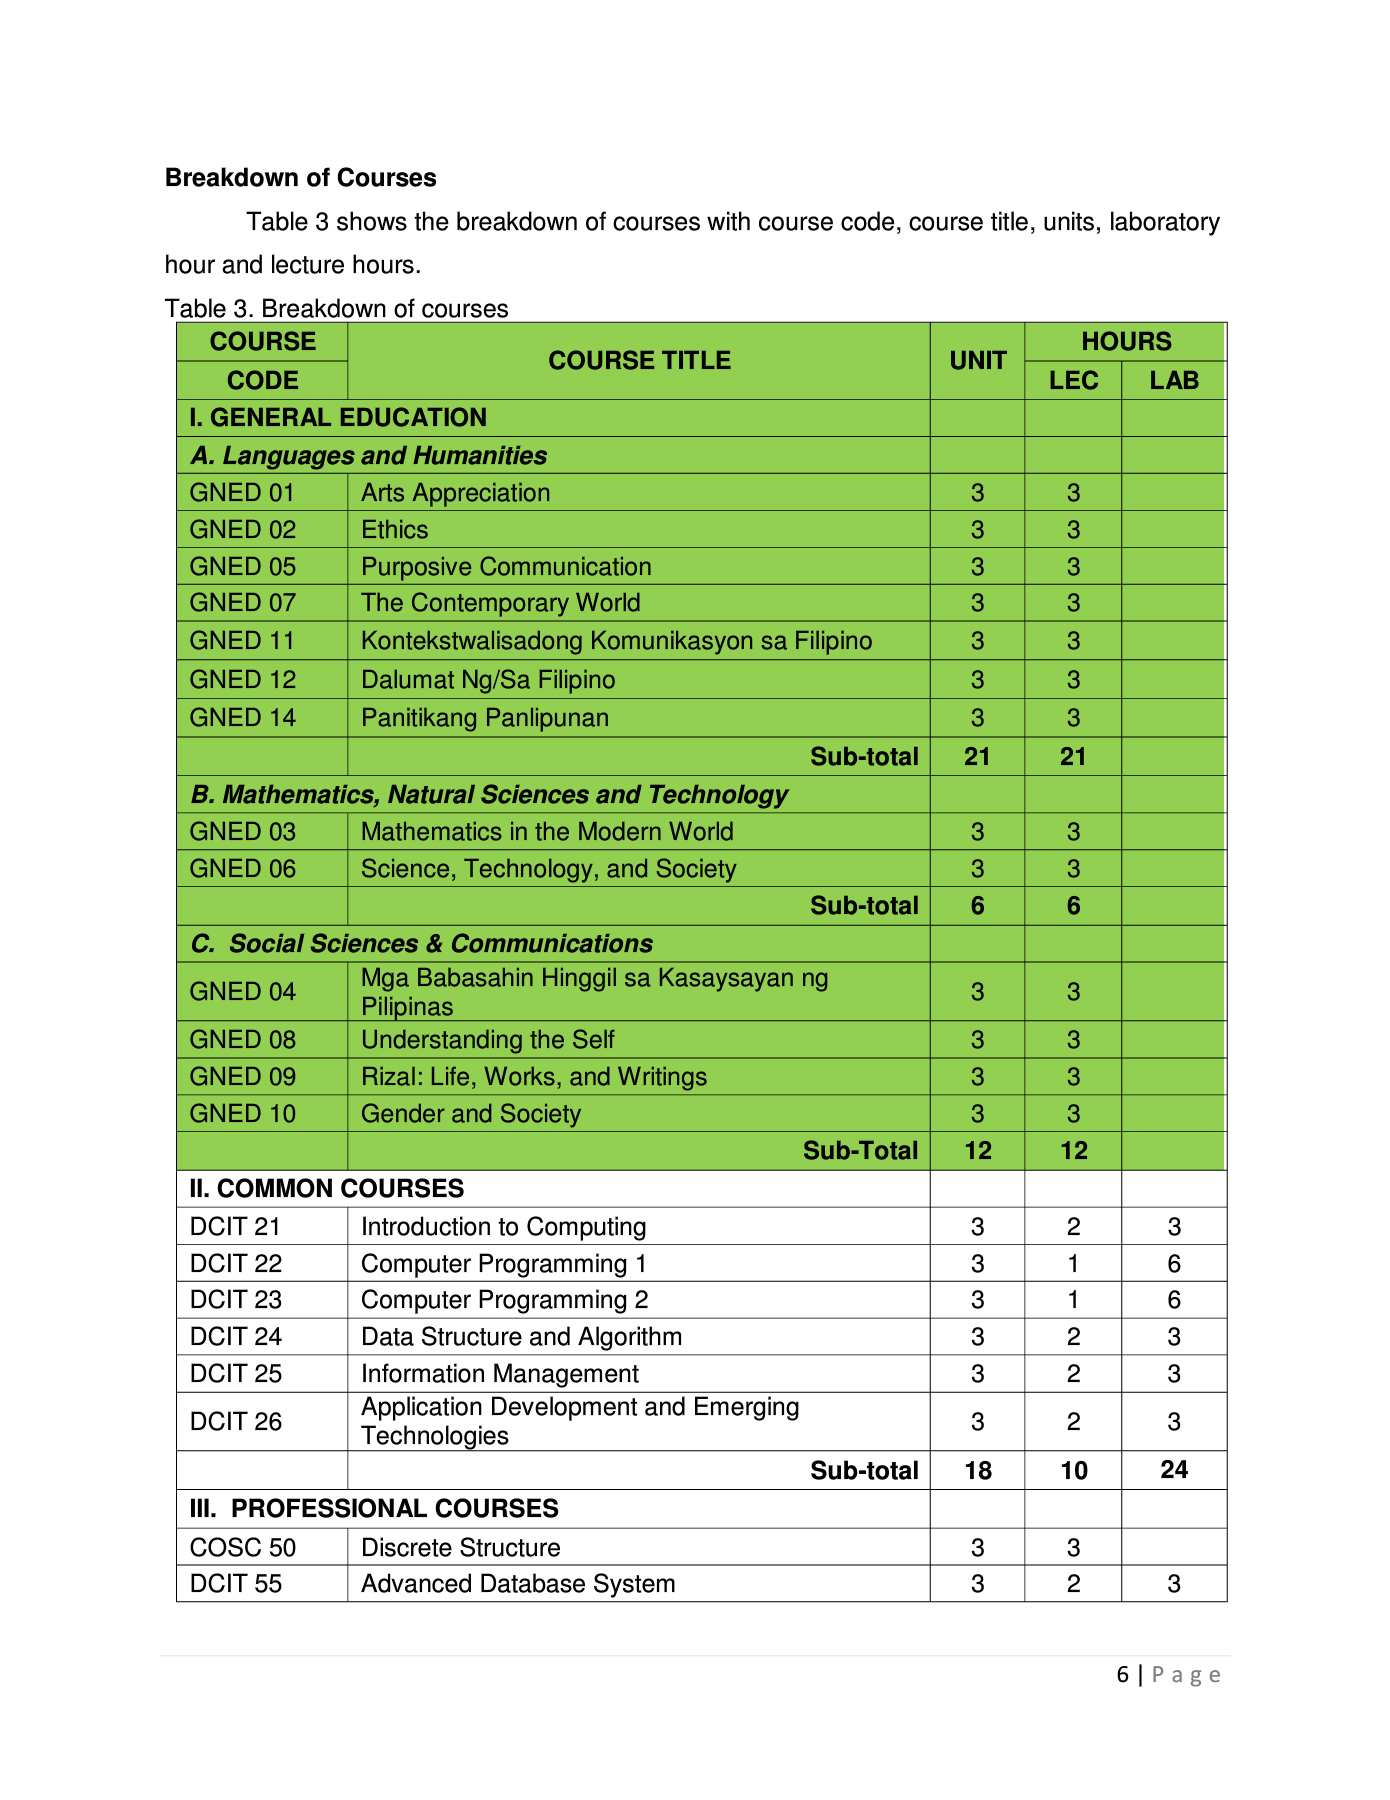 Breakdown of Courses
Table 3 shows the breakdown of courses with course code, course title, units, laboratory
hour and lecture hours.
Table 3. Breakdown of courses
COURSE CODE COURSE TITLE UNIT HOURS
LEC LAB
I. GENERAL EDUCATION
A. Languages and Humanities
GNED 01 Arts Appreciation 3 3
GNED 02 Ethics 3 3
GNED 05 Purposive Communication 3 3
GNED 07 The Contemporary World 3 3
GNED 11 Kontekstwalisadong Komunikasyon sa Filipino 3 3
GNED 12 Dalumat Ng/Sa Filipino 3 3
GNED 14 Panitikang Panlipunan 3 3
Sub-total 21 21
B. Mathematics, Natural Sciences and Technology
GNED 03 Mathematics in the Modern World 3 3
GNED 06 Science, Technology, and Society 3 3
Sub-total 6 6
C. Social Sciences & Communications
GNED 04 Mga Babasahin Hinggil sa Kasaysayan ng
Pilipinas 3 3
GNED 08 Understanding the Self 3 3
GNED 09 Rizal: Life, Works, and Writings 3 3
GNED 10 Gender and Society 3 3
Sub-Total 12 12
II. COMMON COURSES
DCIT 21 Introduction to Computing 3 2 3
DCIT 22 Computer Programming 1 3 1 6
DCIT 23 Computer Programming 2 3 1 6
DCIT 24 Data Structure and Algorithm 3 2 3
DCIT 25 Information Management 3 2 3
DCIT 26 Application Development and Emerging
Technologies 3 2 3
Sub-total 18 10 24
III. PROFESSIONAL COURSES
COSC 50 Discrete Structure 3 3
DCIT 55 Advanced Database System 3 2 3
6 | P a g e